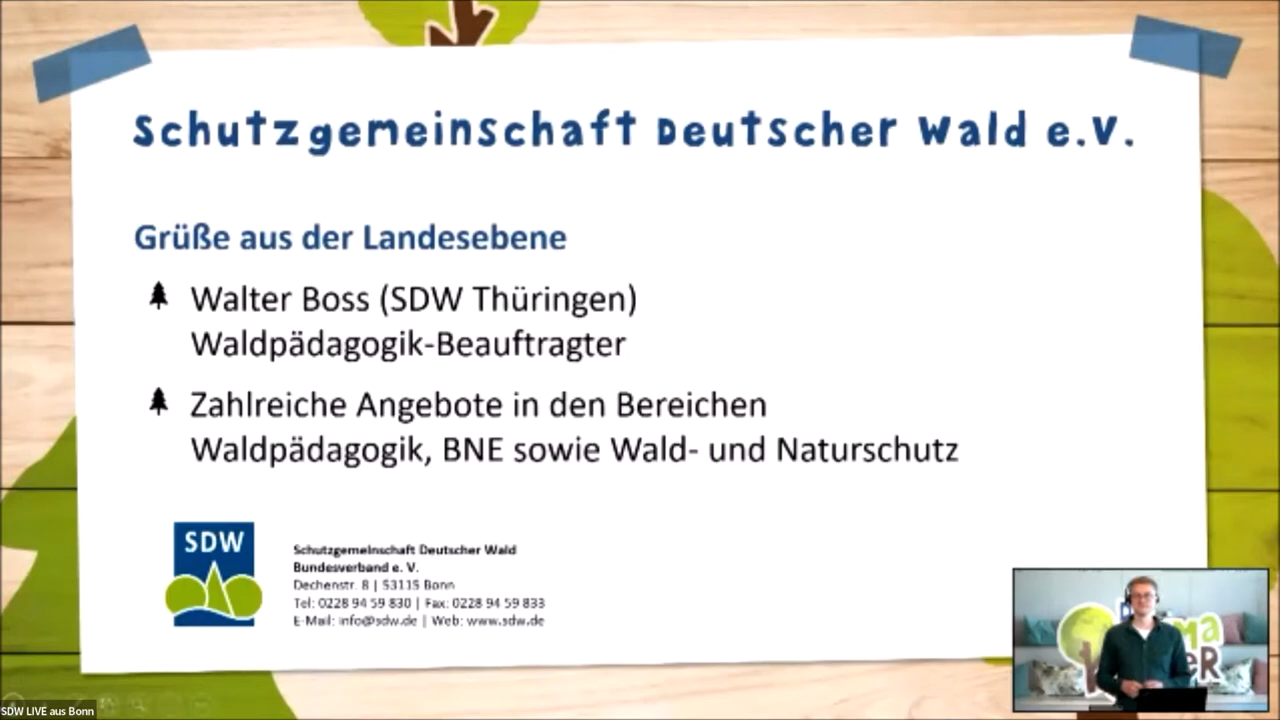 Schutzgemeinschaft Deutscher Wald e.V.
Grüße aus der Landesebene
Walter Boss (SDW Thüringen)
Waldpädagogik-Beauftragter
Zahlreiche Angebote in den Bereichen
Waldpädagogik, BNE sowie Wald- und Naturschutz
SDW
Schutzgemeinschaft Deutscher Wald
Bundesverband e. V.
Dechenstr. 8 | 53115 Bonn
Tel: 0228 94 59 830 | Fax: 0228 94 59 833
E-Mail: info@sdw.de | Web: www.sdw.de
SDW LIVE aus Bonn